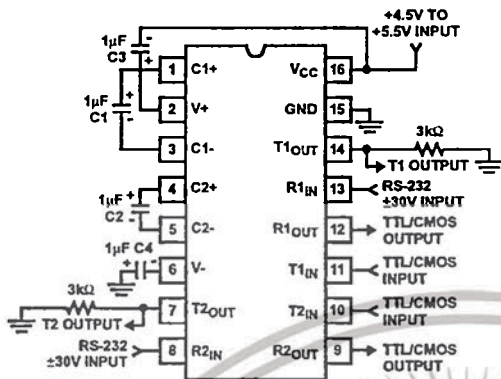 +4.5V TO
+5.5V INPUT
1μF - C3 +
1 C1+ VCC 16
1μF + C1 -
2 V+ GND 15
3kΩ
3 C1- T1OUT 14
T1 OUTPUT
4 C2+ R1IN 13 RS-232 ±30V INPUT
1μF + C2 -
5 C2- R1OUT 12 TTL/CMOS OUTPUT
1μF C4
+ -
6 V- T1IN 11 TTL/CMOS INPUT
3kΩ
7 T2OUT T2IN 10 TTL/CMOS INPUT
T2 OUTPUT
RS-232 ±30V INPUT 8 R2IN R2OUT 9 TTL/CMOS OUTPUT